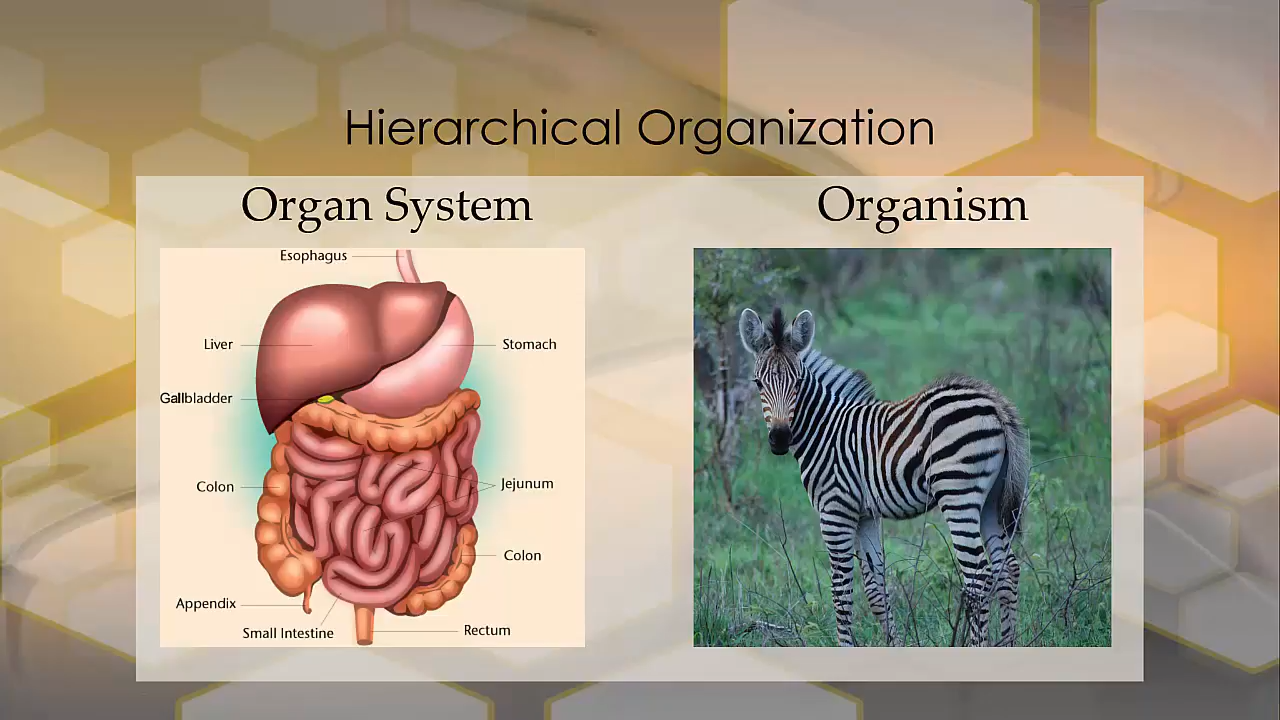 Hierarchical Organization
Organ System
Organism
Esophagus
Liver
Stomach
Gallbladder
Colon
Jejunum
Colon
Appendix
Small Intestine
Rectum